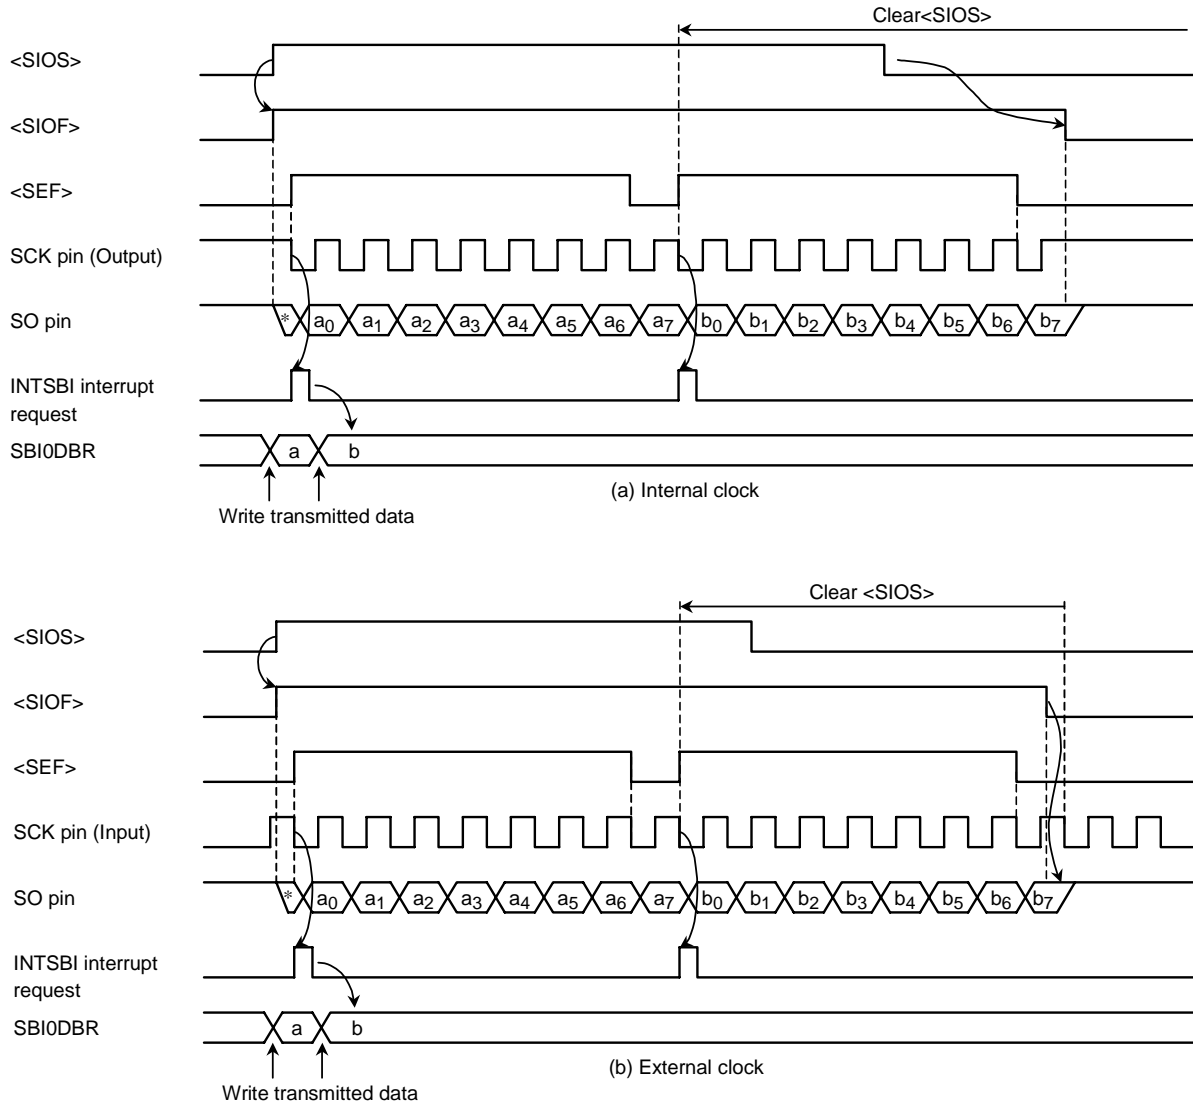 Clear<SIOS>
<SIOS>
<SIOF>
<SEF>
SCK pin (Output)
SO pin
* a0 a1 a2 a3 a4 a5 a6 a7 b0 b1 b2 b3 b4 b5 b6 b7
INTSBI interrupt
request
SBI0DBR
a b
(a) Internal clock
Write transmitted data
Clear <SIOS>
<SIOS>
<SIOF>
<SEF>
SCK pin (Input)
SO pin
* a0 a1 a2 a3 a4 a5 a6 a7 b0 b1 b2 b3 b4 b5 b6 b7
INTSBI interrupt
request
SBI0DBR
a b
(b) External clock
Write transmitted data